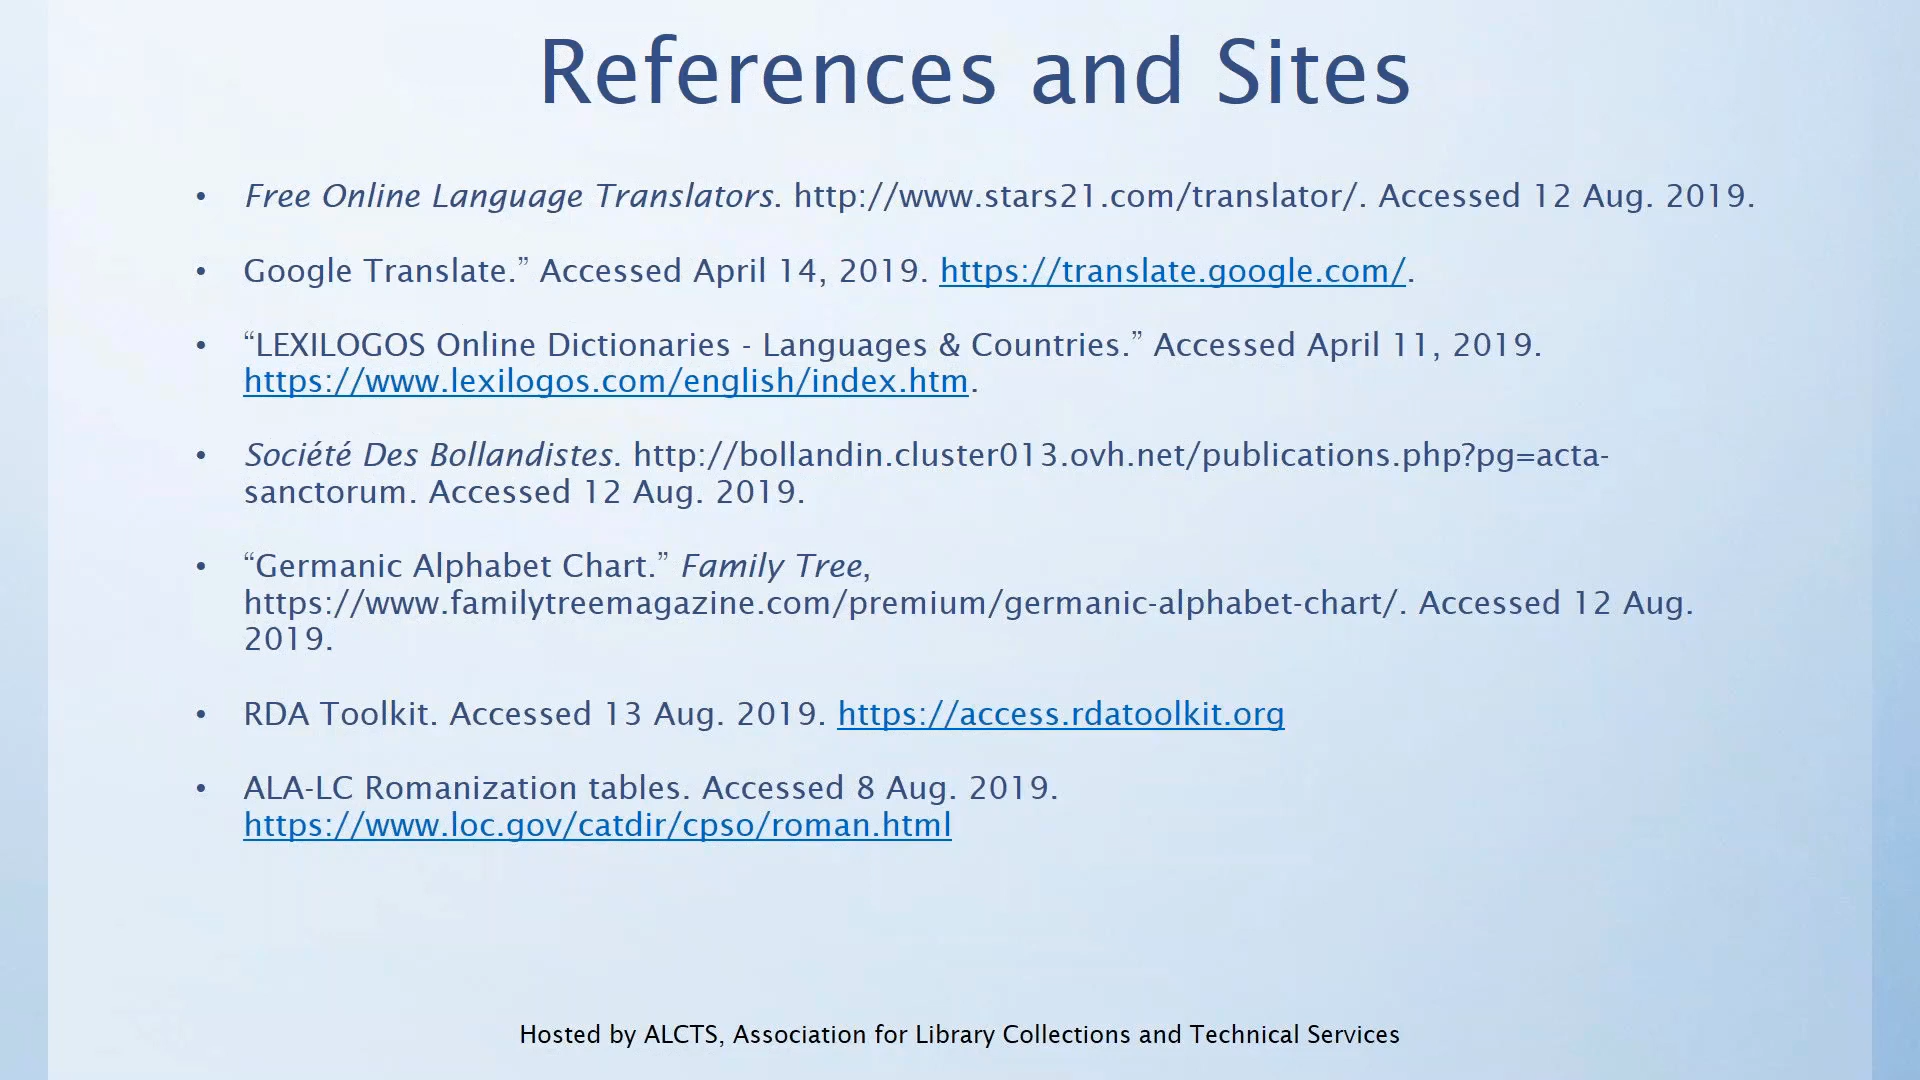 References and Sites
• Free Online Language Translators. http://www.stars21.com/translator/. Accessed 12 Aug. 2019.
• Google Translate.” Accessed April 14, 2019. https://translate.google.com/.
• “LEXILOGOS Online Dictionaries - Languages & Countries.” Accessed April 11, 2019.
https://www.lexilogos.com/english/index.htm.
• Société Des Bollandistes. http://bollandin.cluster013.ovh.net/publications.php?pg=acta-
sanctorum. Accessed 12 Aug. 2019.
• “Germanic Alphabet Chart.” Family Tree,
https://www.familytreemagazine.com/premium/germanic-alphabet-chart/. Accessed 12 Aug.
2019.
• RDA Toolkit. Accessed 13 Aug. 2019. https://access.rdatoolkit.org
• ALA-LC Romanization tables. Accessed 8 Aug. 2019.
https://www.loc.gov/catdir/cpso/roman.html
Hosted by ALCTS, Association for Library Collections and Technical Services